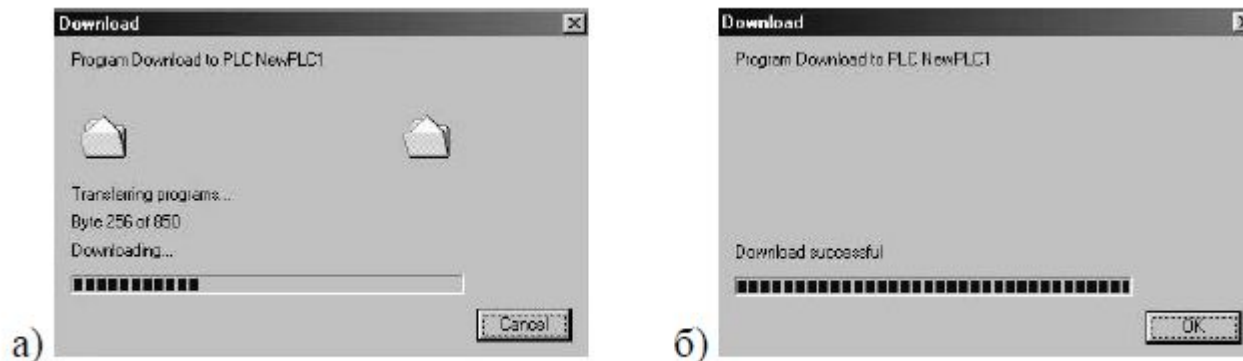 Download
Program Download to PLC NewPLC1
Transferring programs...
Byte 256 of 850
Downloading...
Cancel
а)
Download
Program Download to PLC NewPLC1
Download successful
OK
б)